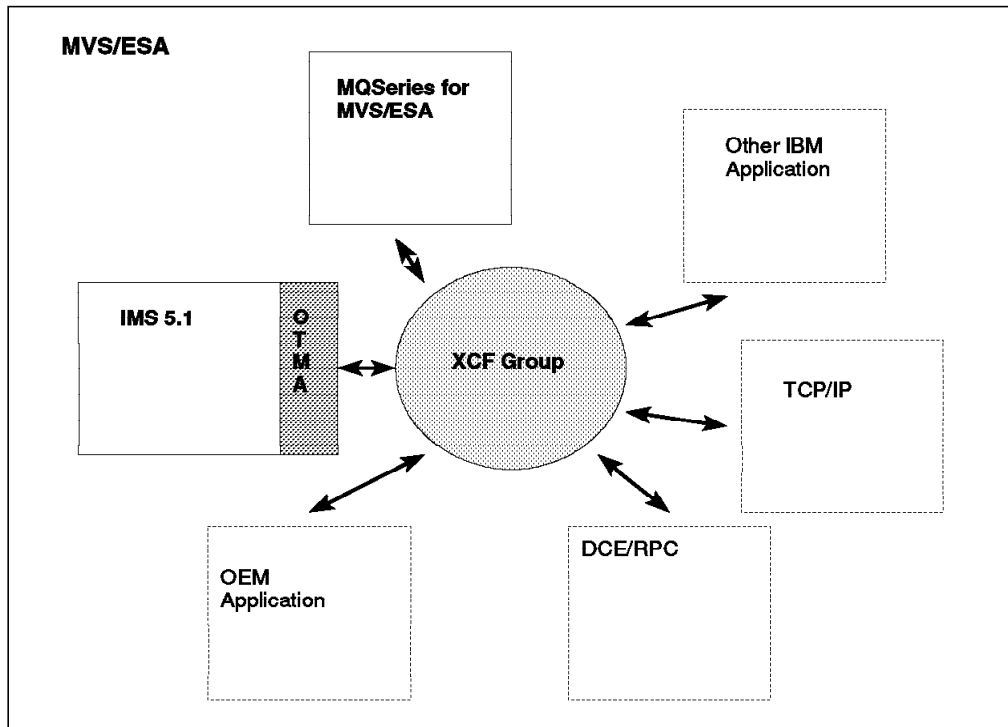 MVS/ESA
MQSeries for
MVS/ESA
Other IBM
Application
IMS 5.1
OTMA
XCF Group
TCP/IP
OEM
Application
DCE/RPC